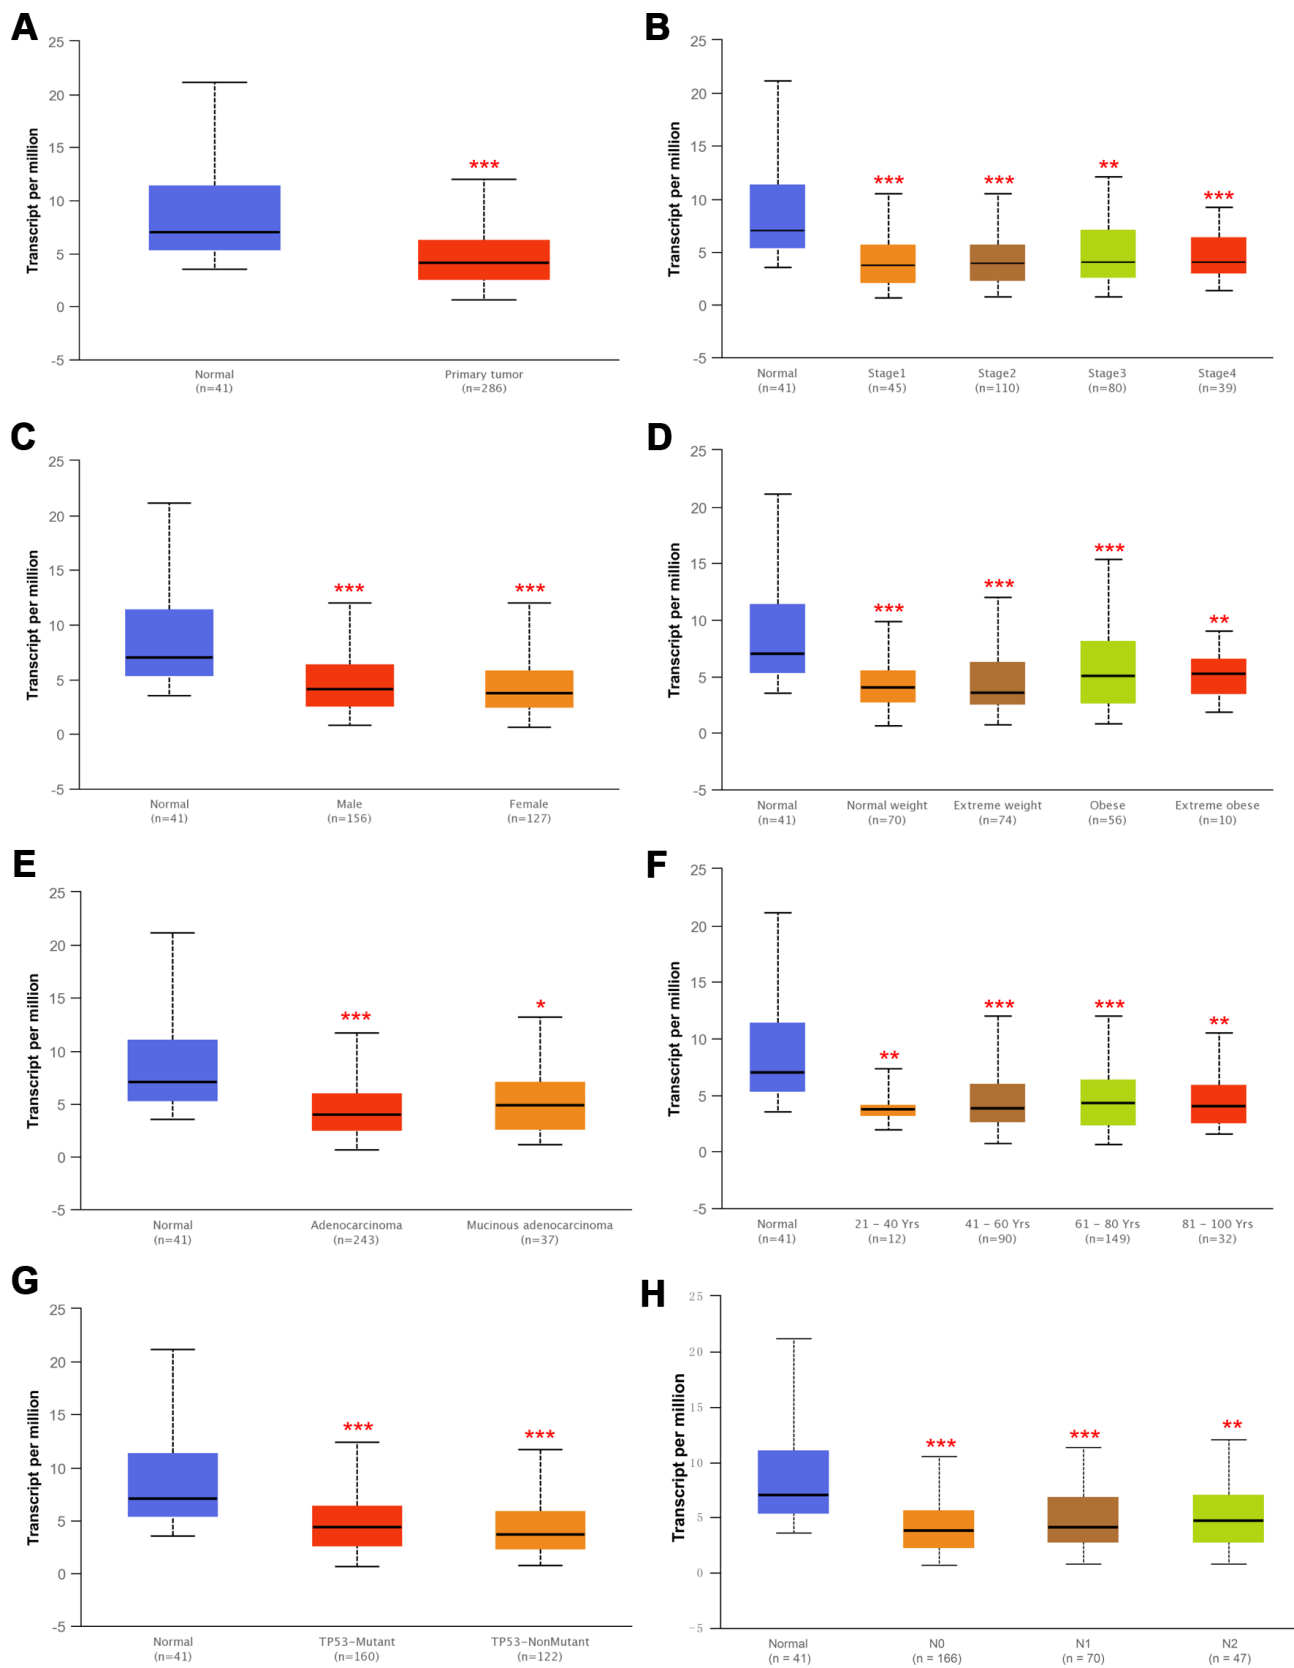 A
Transcript per million
25
20
15
10
5
0
-5
***
Normal
(n=41)
Primary tumor
(n=286)
B
Transcript per million
25
20
15
10
5
0
-5
***
***
**
***
Normal
(n=41)
Stage1
(n=45)
Stage2
(n=110)
Stage3
(n=80)
Stage4
(n=39)
C
Transcript per million
25
20
15
10
5
0
-5
***
***
Normal
(n=41)
Male
(n=156)
Female
(n=127)
D
Transcript per million
25
20
15
10
5
0
-5
***
***
***
**
Normal
(n=41)
Normal weight
(n=70)
Extreme weight
(n=74)
Obese
(n=56)
Extreme obese
(n=10)
E
Transcript per million
25
20
15
10
5
0
-5
***
*
Normal
(n=41)
Adenocarcinoma
(n=243)
Mucinous adenocarcinoma
(n=37)
F
Transcript per million
25
20
15
10
5
0
-5
**
***
***
**
Normal
(n=41)
21 – 40 Yrs
(n=12)
41 – 60 Yrs
(n=90)
61 – 80 Yrs
(n=149)
81 – 100 Yrs
(n=32)
G
Transcript per million
25
20
15
10
5
0
-5
***
***
Normal
(n=41)
TP53–Mutant
(n=160)
TP53–NonMutant
(n=122)
H
Transcript per million
25
20
15
10
5
0
-5
***
***
**
Normal
(n = 41)
N0
(n = 166)
N1
(n = 70)
N2
(n = 47)